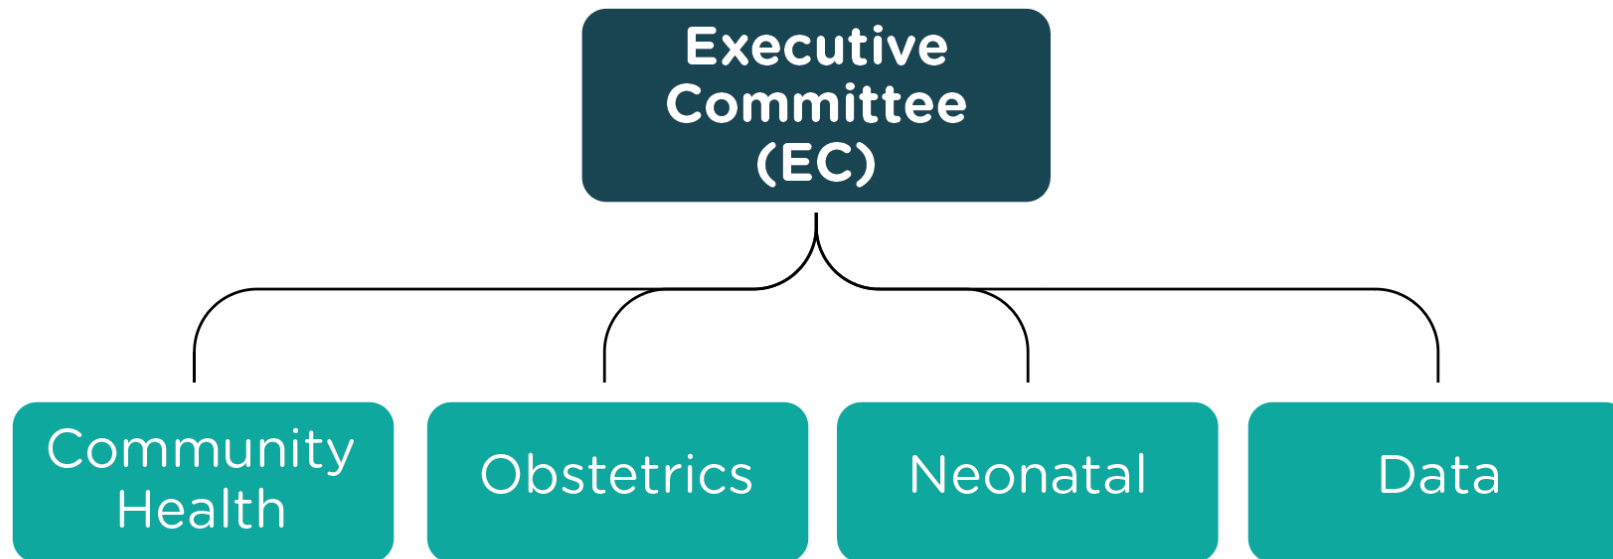 Executive
Committee
(EC)
Community
Health
Obstetrics
Neonatal
Data